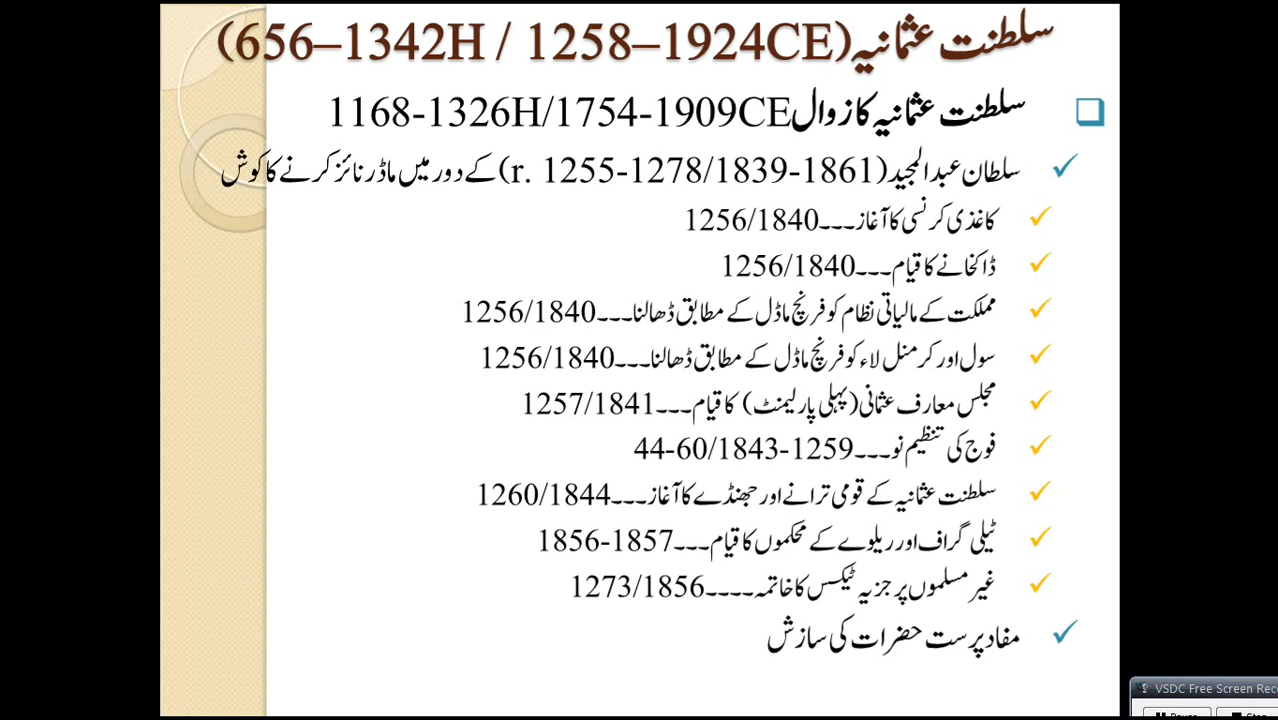 سلطنت عثمانیہ(656–1342H / 1258–1924CE)
سلطنت عثمانیہ کا زوال1168-1326H/1754-1909CE
سلطان عبدالمجید(r. 1255-1278/1839-1861)کے دور میں ماڈرنائز کرنے کا کوش
کاغذی کرنسی کا آغاز۔۔۔1256/1840
ڈاکخانے کا قیام۔۔۔1256/1840
مملکت کے مالیاتی نظام کو فرنچ ماڈل کے مطابق ڈھالنا۔۔۔1256/1840
سول اور کرمنل لاء کو فرنچ ماڈل کے مطابق ڈھالنا۔۔۔1256/1840
مجلس معارف عثمانی(پہلی پارلیمنٹ) کا قیام۔۔۔1257/1841
فوج کی تنظیم نو۔۔۔1259-60/1843-44
سلطنت عثمانیہ کے قومی ترانے اور جھنڈے کا آغاز۔۔۔1260/1844
ٹیلی گراف اور ریلوے کے محکموں کا قیام۔۔۔1856-1857
غیر مسلموں پر جزیہ ٹیکس کا خاتمہ۔۔۔۔1273/1856
مفاد پرست حضرات کی سازش
VSDC Free Screen Rec